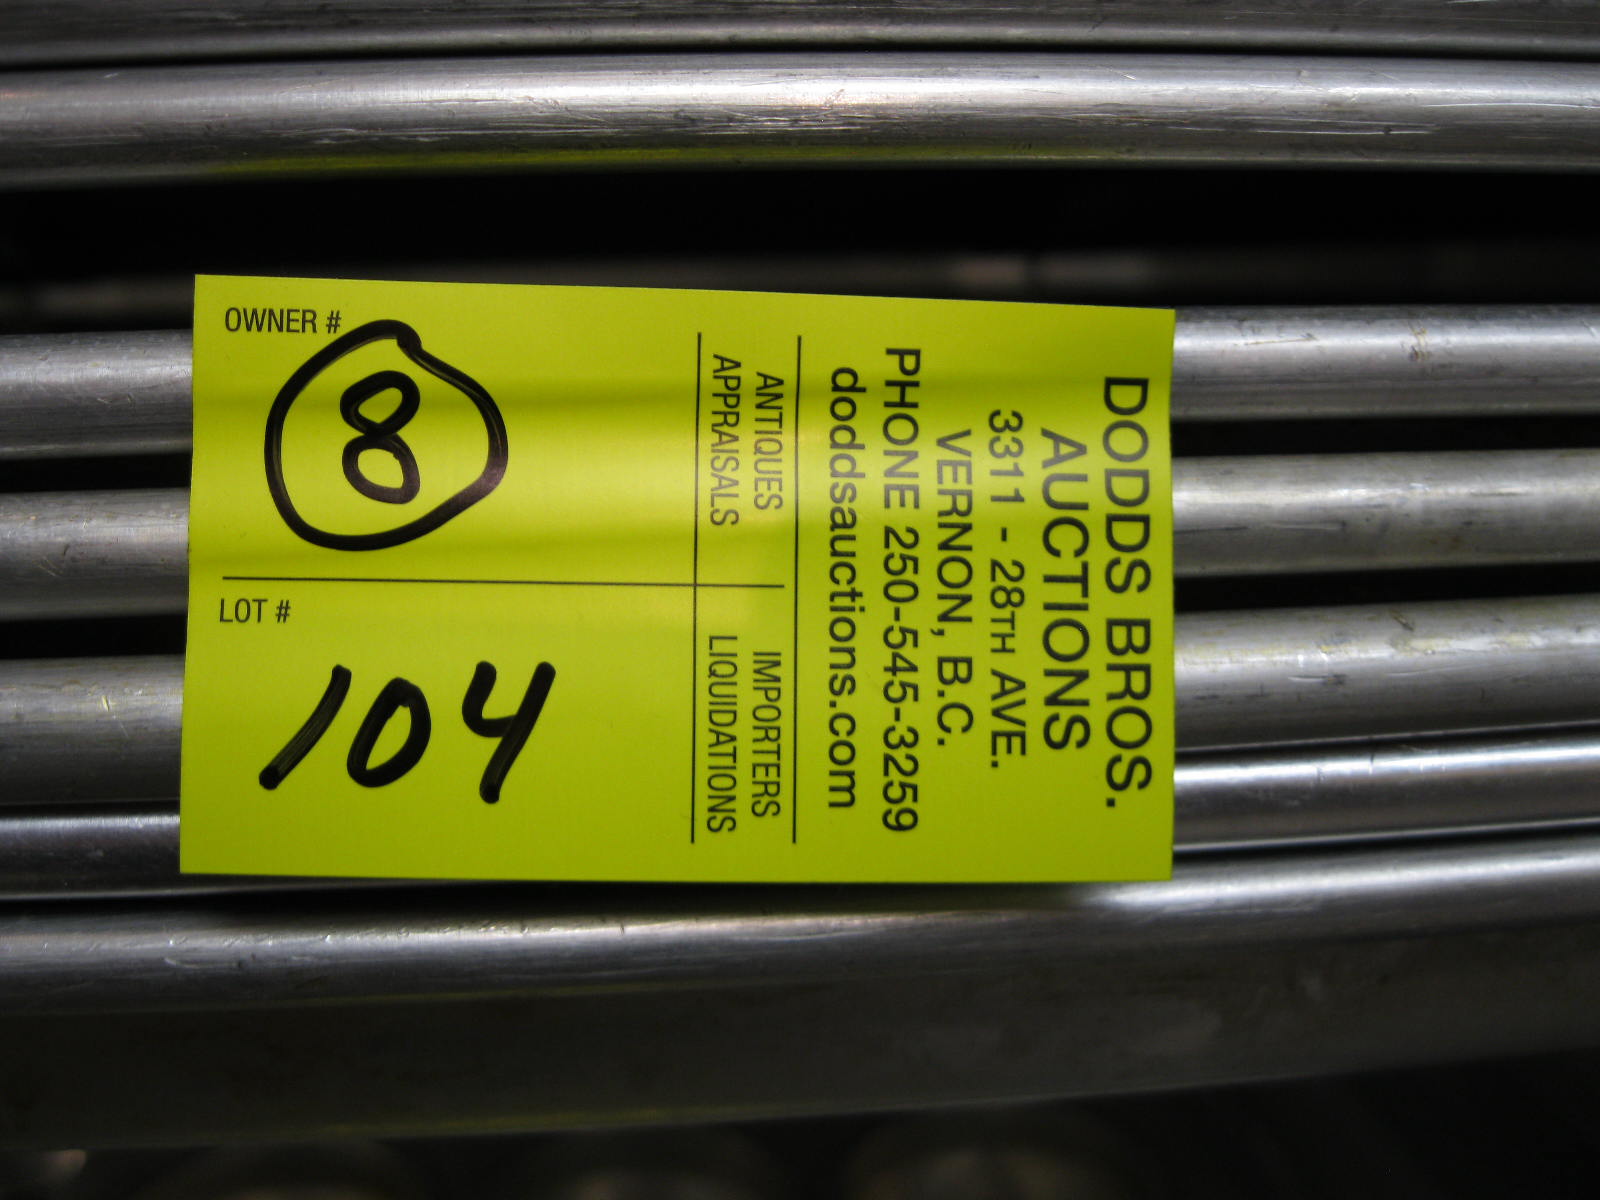 DODDS BROS.
AUCTIONS
3311 - 28TH AVE.
VERNON, B.C.
PHONE 250-545-3259
doddsauctions.com
ANTIQUES
APPRAISALS
IMPORTERS
LIQUIDATIONS
OWNER #
8
LOT #
104